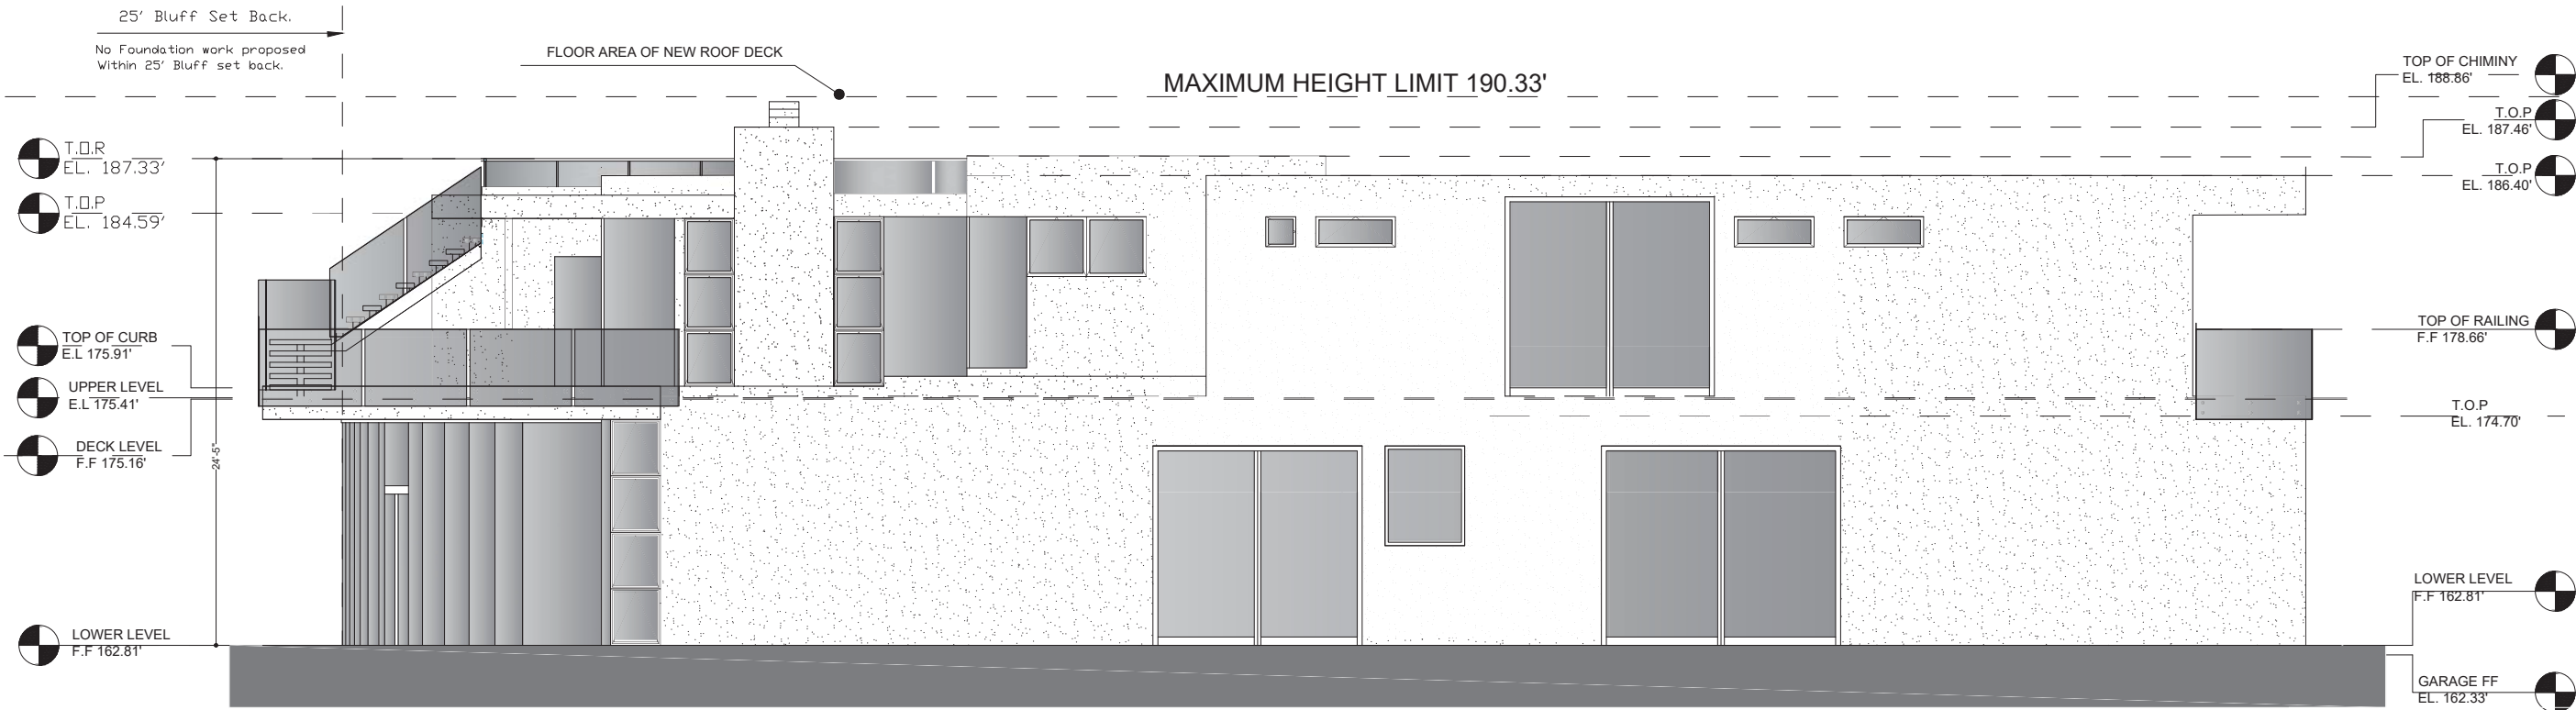 25' Bluff Set Back.
No Foundation work proposed
Within 25' Bluff set back.
FLOOR AREA OF NEW ROOF DECK
MAXIMUM HEIGHT LIMIT 190.33'
TOP OF CHIMINY
EL. 188.86'
T.O.P
EL. 187.46'
T.O.P
EL. 186.40'
T.O.R
EL. 187.33'
T.O.P
EL. 184.59'
TOP OF CURB
E.L 175.91'
UPPER LEVEL
E.L 175.41'
DECK LEVEL
F.F 175.16'
24'-5"
LOWER LEVEL
F.F 162.81'
TOP OF RAILING
F.F 178.66'
T.O.P
EL. 174.70'
LOWER LEVEL
F.F 162.81'
GARAGE FF
EL. 162.33'